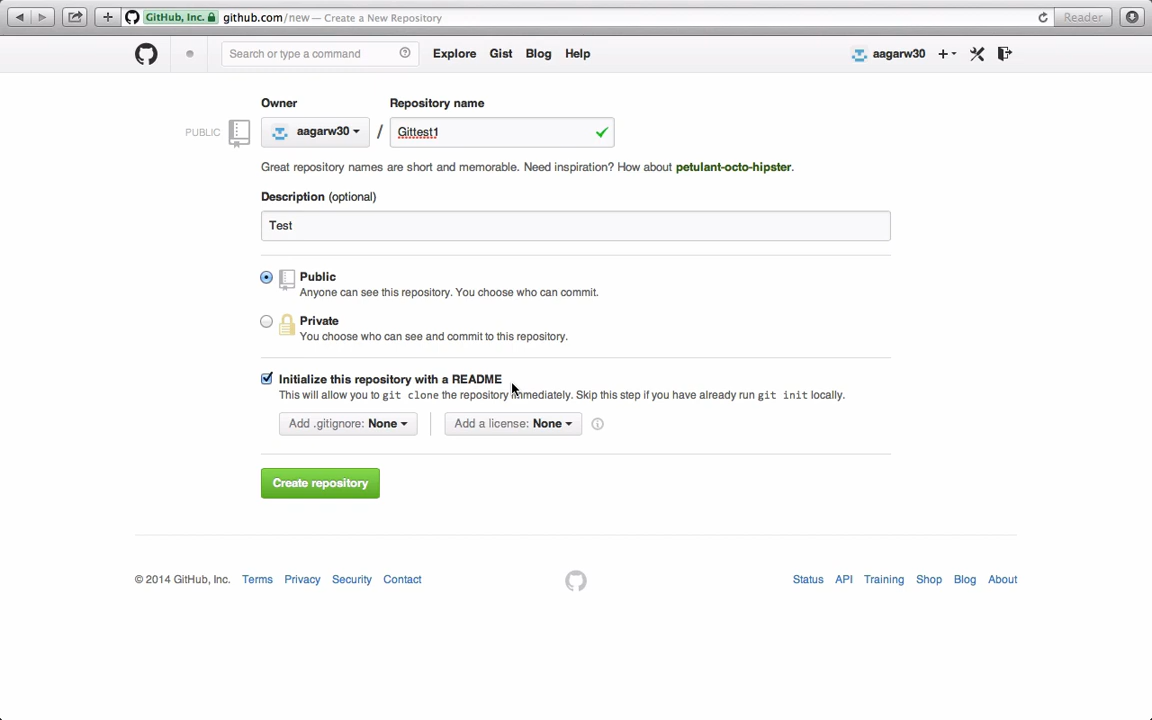 GitHub, Inc. github.com/new — Create a New Repository Reader
Search or type a command Explore Gist Blog Help aagarw30
Owner Repository name
PUBLIC aagarw30 / Gittest1
Great repository names are short and memorable. Need inspiration? How about petulant-octo-hipster.
Description (optional)
Test
Public
Anyone can see this repository. You choose who can commit.
Private
You choose who can see and commit to this repository.
Initialize this repository with a README
This will allow you to git clone the repository immediately. Skip this step if you have already run git init locally.
Add .gitignore: None Add a license: None
Create repository
© 2014 GitHub, Inc. Terms Privacy Security Contact Status API Training Shop Blog About